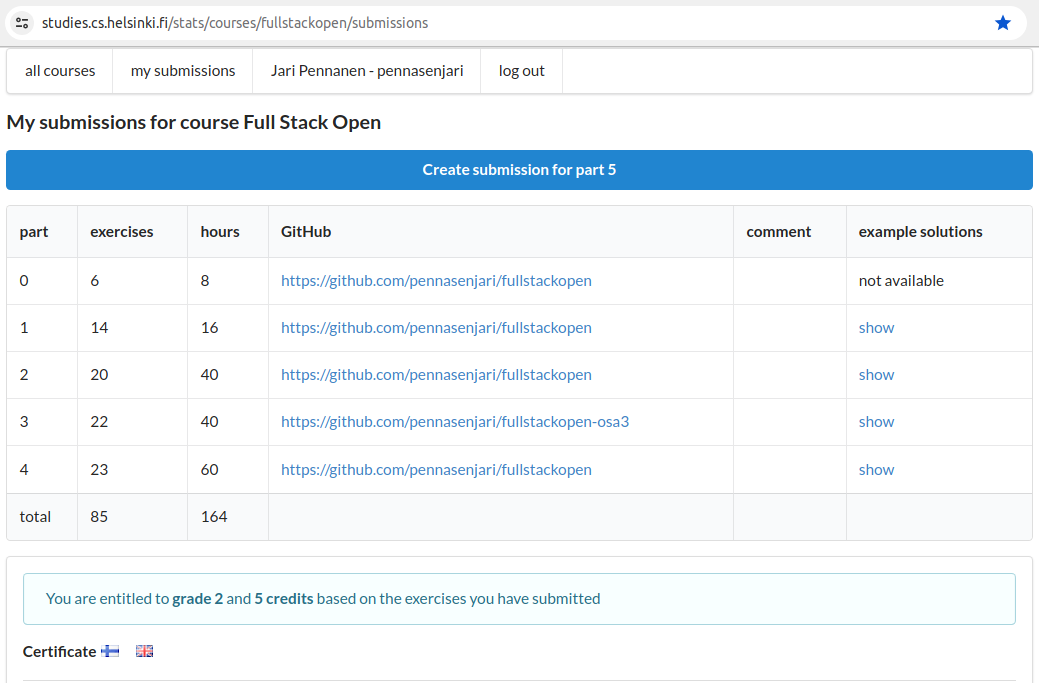 studies.cs.helsinki.fi/stats/courses/fullstackopen/submissions
all courses my submissions Jari Pennanen - pennasenjari log out
My submissions for course Full Stack Open
Create submission for part 5
part exercises hours GitHub comment example solutions
0 6 8 https://github.com/pennasenjari/fullstackopen not available
1 14 16 https://github.com/pennasenjari/fullstackopen show
2 20 40 https://github.com/pennasenjari/fullstackopen show
3 22 40 https://github.com/pennasenjari/fullstackopen-osa3 show
4 23 60 https://github.com/pennasenjari/fullstackopen show
total 85 164
You are entitled to grade 2 and 5 credits based on the exercises you have submitted
Certificate